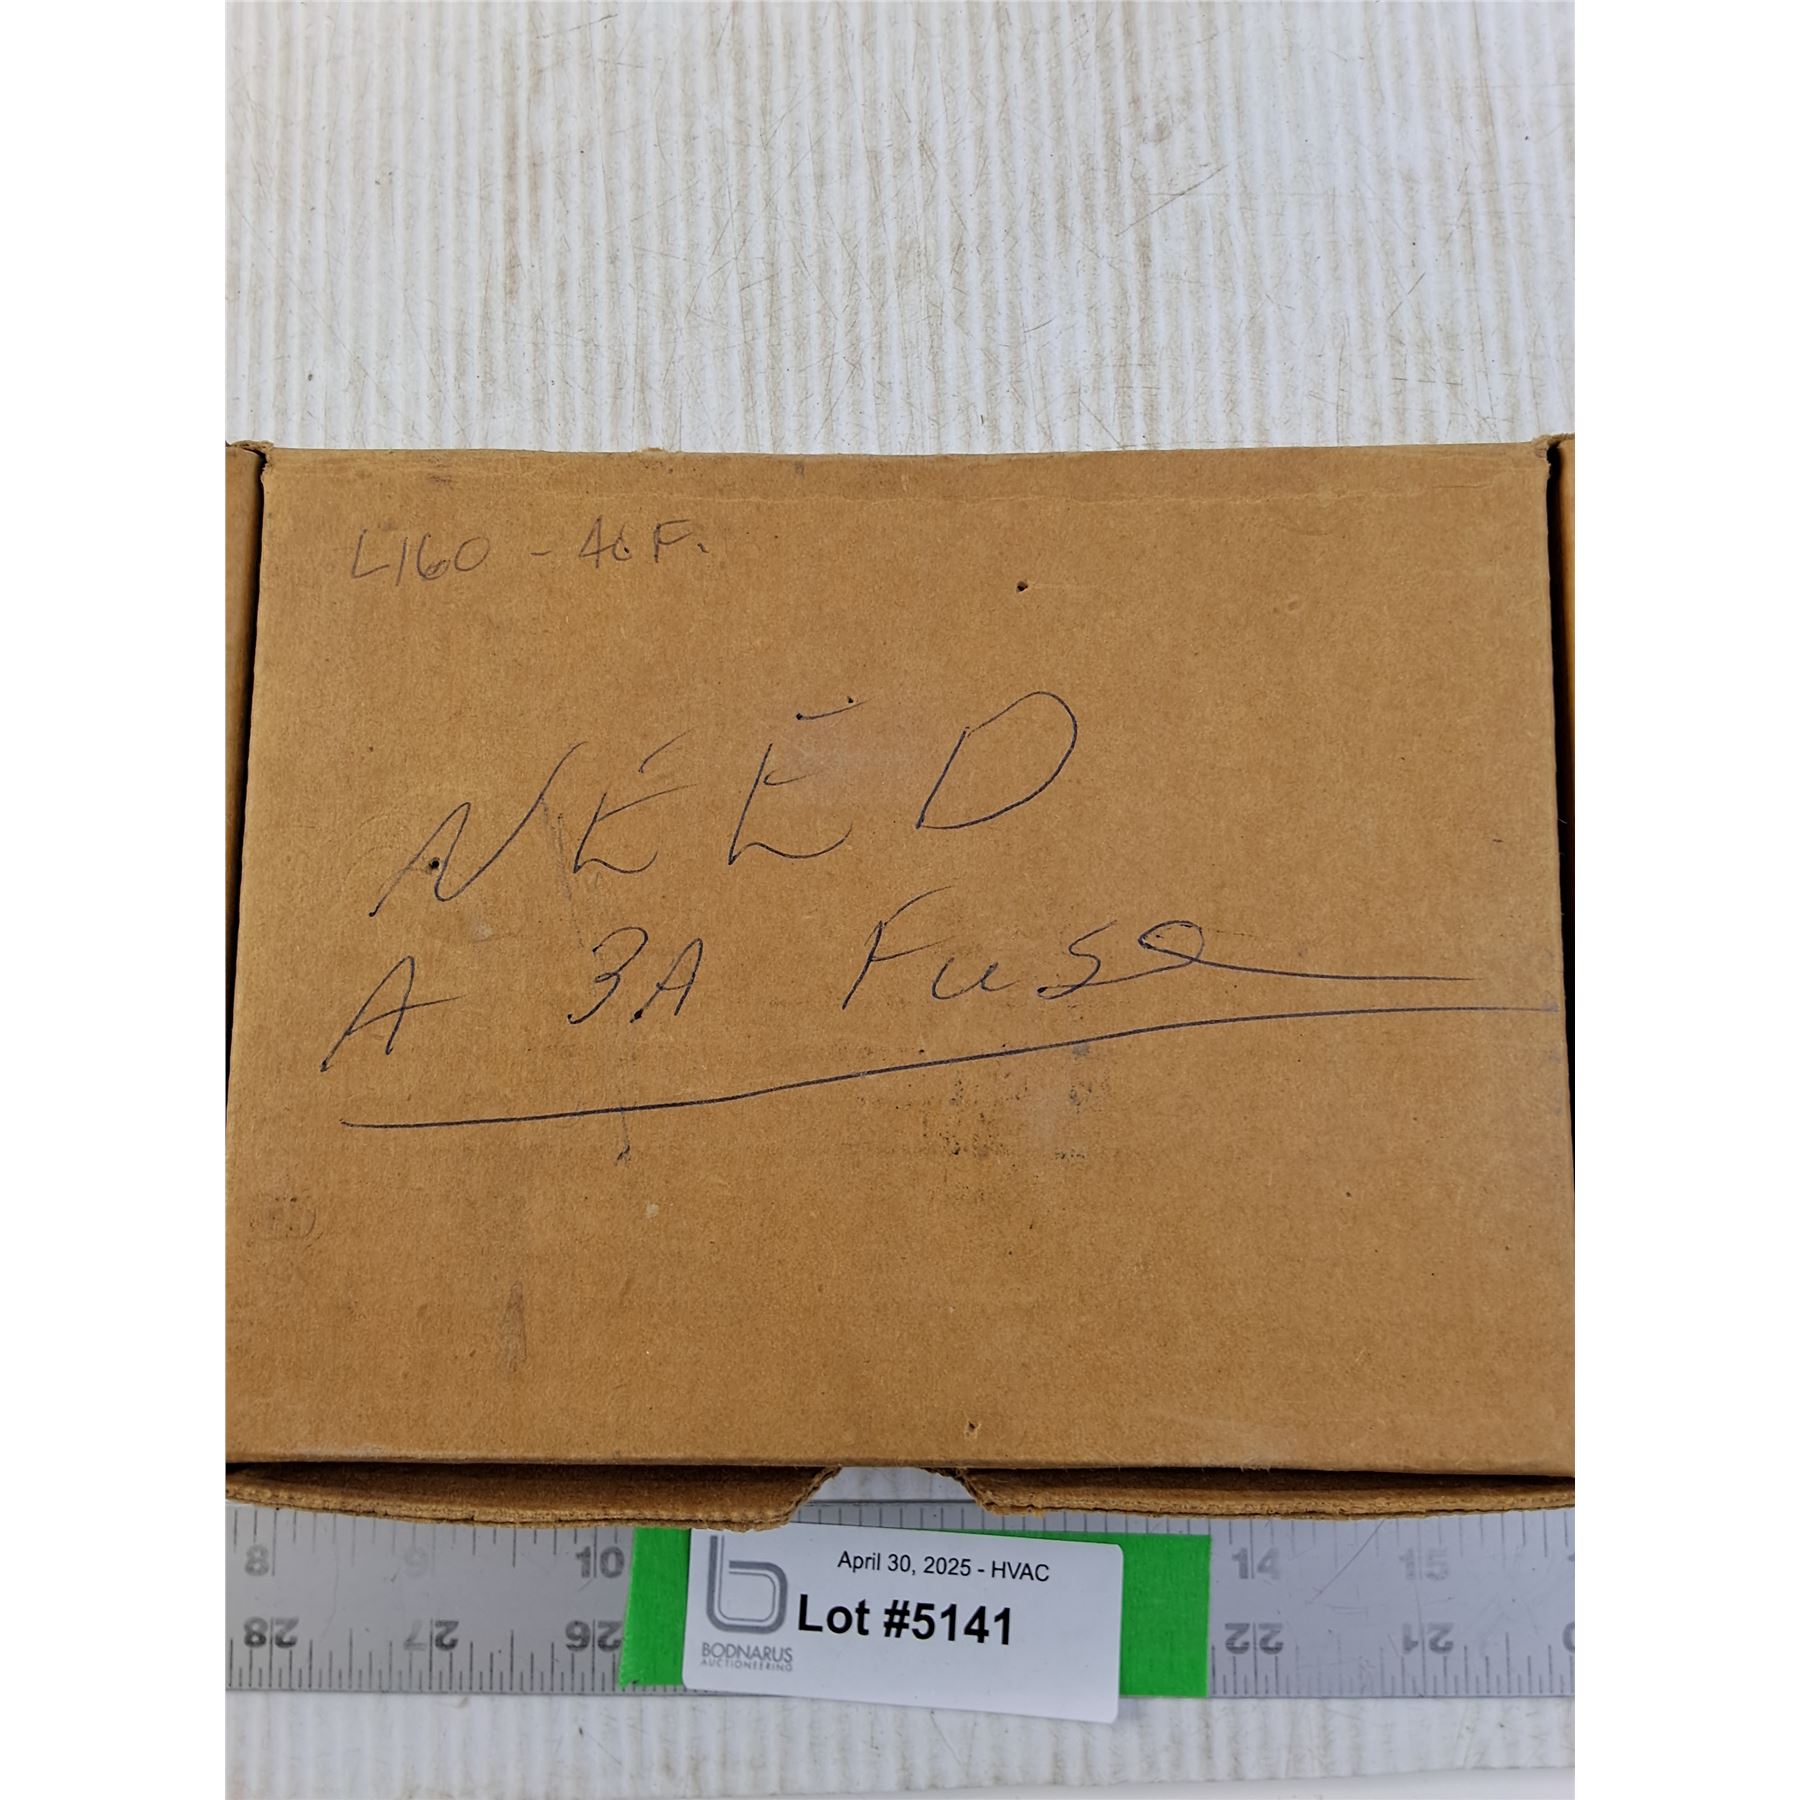 L160 - 40F.
NEED
A 3A Fuse
8 9 10 14 15
April 30, 2025 - HVAC
Lot #5141
BODNARUS
AUCTIONEERING
28 27 26 22 21